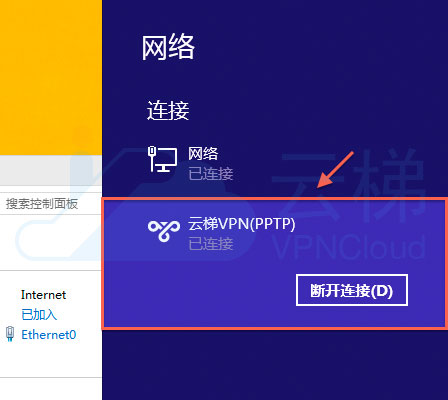 网络
连接
网络
已连接
云梯
搜索控制面板
云梯VPN(PPTP)
已连接
VPNCloud
断开连接(D)
Internet
已加入
Ethernet0